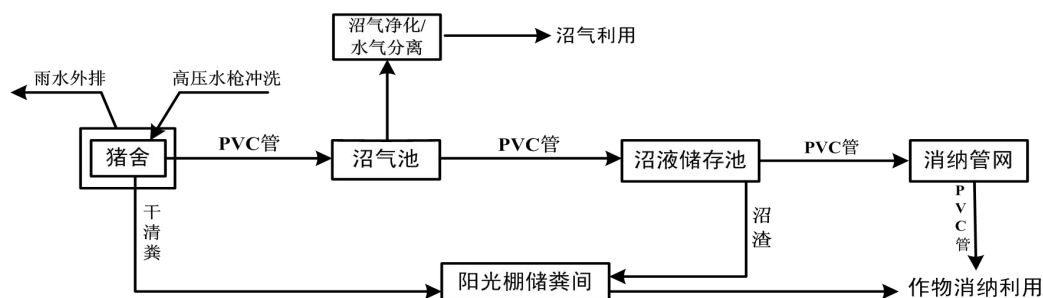 沼气净化/
水气分离
沼气利用
雨水外排
高压水枪冲洗
猪舍
PVC管
沼气池
PVC管
沼液储存池
PVC管
消纳管网
干清粪
沼渣
PVC管
阳光棚储粪间
作物消纳利用